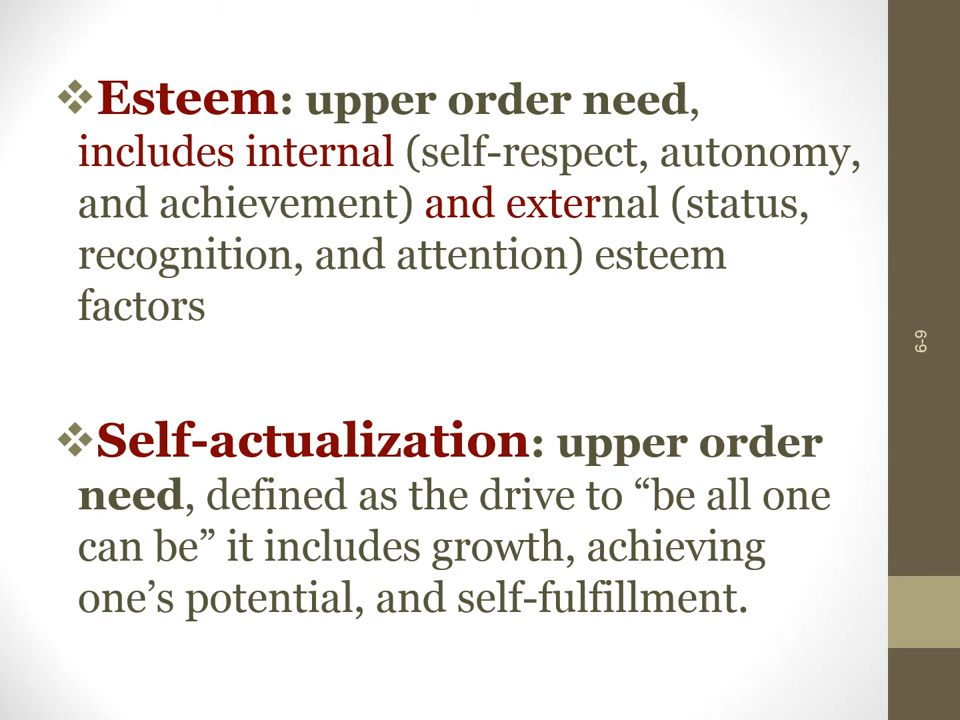 ❖Esteem: upper order need,
includes internal (self-respect, autonomy,
and achievement) and external (status,
recognition, and attention) esteem
factors
❖Self-actualization: upper order
need, defined as the drive to “be all one
can be” it includes growth, achieving
one’s potential, and self-fulfillment.
6-9